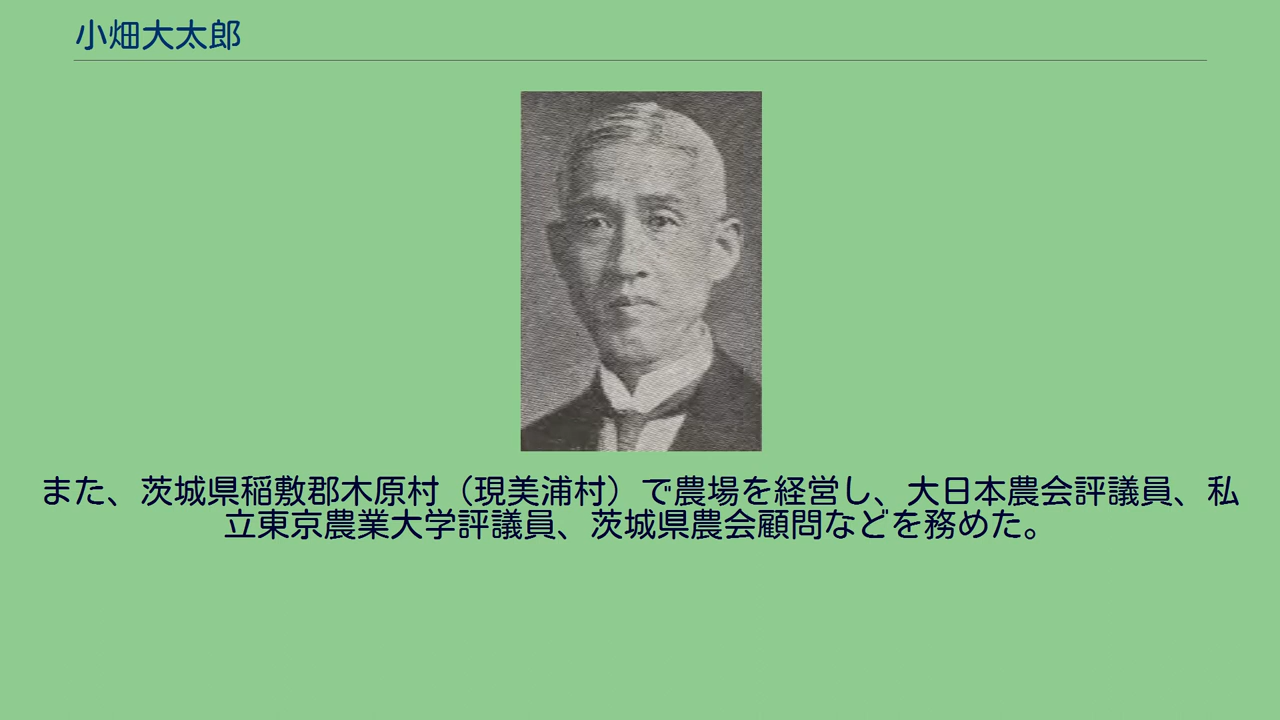 小畑大太郎
また、茨城県稲敷郡木原村（現美浦村）で農場を経営し、大日本農会評議員、私
立東京農業大学評議員、茨城県農会顧問などを務めた。